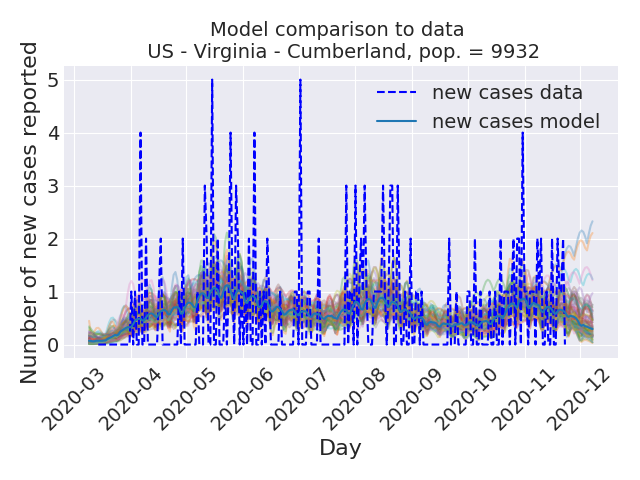 Model comparison to data
US - Virginia - Cumberland, pop. = 9932
Number of new cases reported
5
4
3
2
1
0
new cases data
new cases model
2020-03
2020-04
2020-05
2020-06
2020-07
2020-08
2020-09
2020-10
2020-11
2020-12
Day